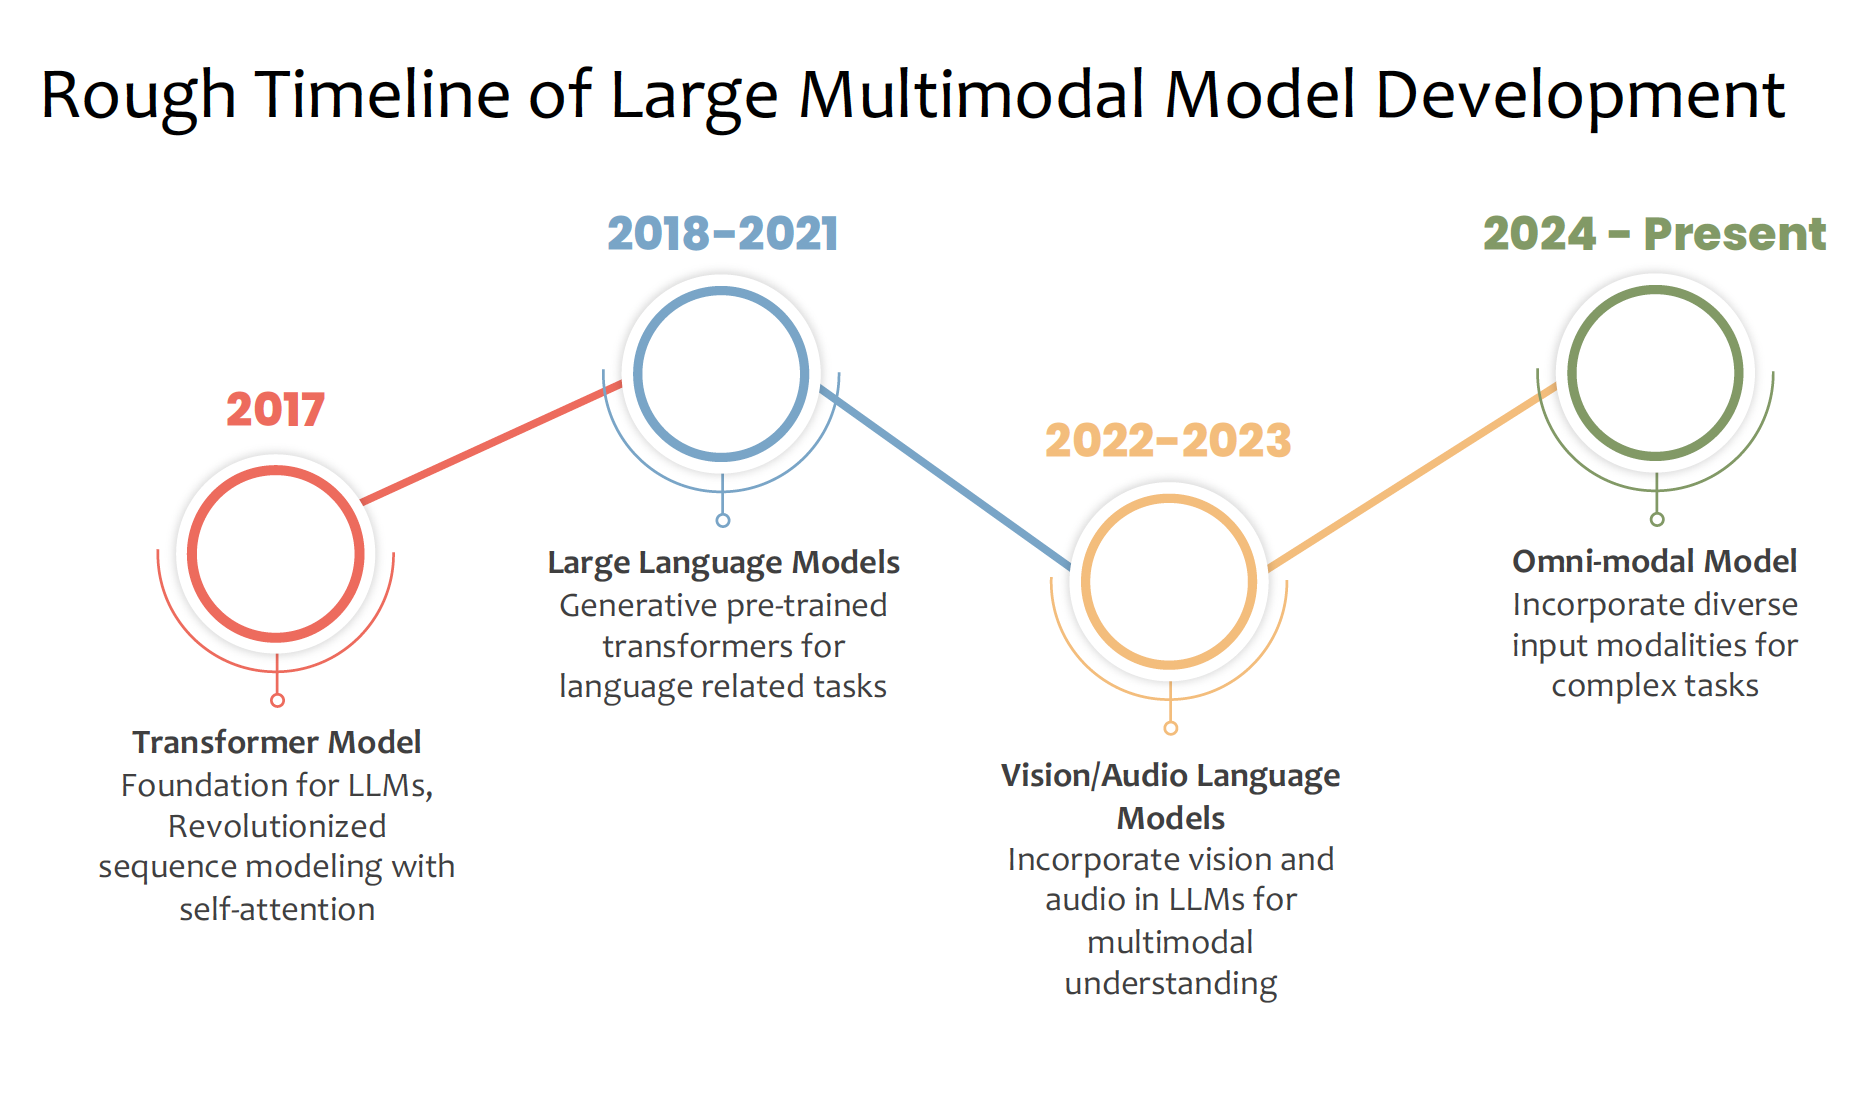 Rough Timeline of Large Multimodal Model Development
2017
Transformer Model
Foundation for LLMs,
Revolutionized
sequence modeling with
self-attention
2018-2021
Large Language Models
Generative pre-trained
transformers for
language related tasks
2022-2023
Vision/Audio Language
Models
Incorporate vision and
audio in LLMs for
multimodal
understanding
2024 - Present
Omni-modal Model
Incorporate diverse
input modalities for
complex tasks